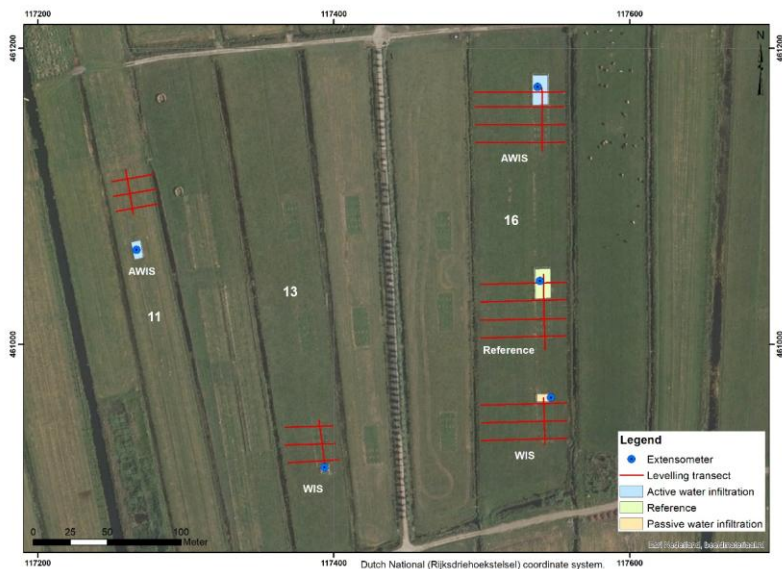 117200 117400 117600
461200 461200
N
AWIS
AWIS
16
13
11
461000 461000
Reference
WIS
WIS
Legend
Extensometer
Levelling transect
Active water infiltration
Reference
Passive water infiltration
0 25 50 100
Meter
117200 117400 117600
Dutch National (Rijksdriehoekstelsel) coordinate system.